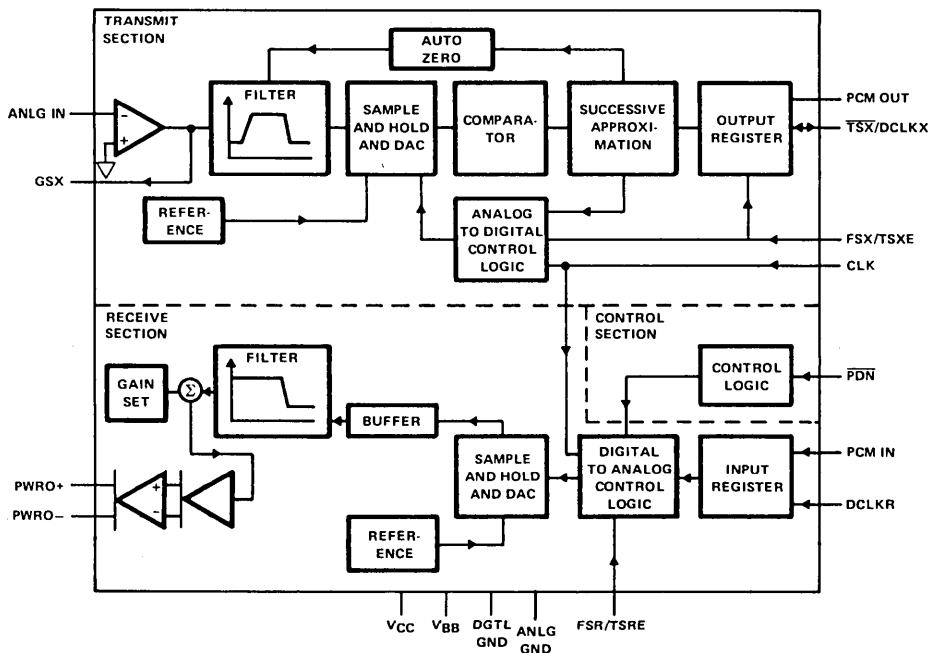 TRANSMIT
SECTION
AUTO
ZERO
FILTER
SAMPLE
AND HOLD
AND DAC
COMPARA-
TOR
SUCCESSIVE
APPROXI-
MATION
OUTPUT
REGISTER
ANLG IN
-
+
GSX
PCM OUT
TSX/DCLKX
REFER-
ENCE
ANALOG
TO DIGITAL
CONTROL
LOGIC
FSX/TSXE
CLK
RECEIVE
SECTION
CONTROL
SECTION
FILTER
GAIN
SET
Σ
BUFFER
CONTROL
LOGIC
PDN
SAMPLE
AND HOLD
AND DAC
DIGITAL
TO ANALOG
CONTROL
LOGIC
INPUT
REGISTER
PCM IN
DCLKR
PWRO+
PWRO−
+
−
REFER-
ENCE
VCC
VBB
DGTL
GND
ANLG
GND
FSR/TSRE